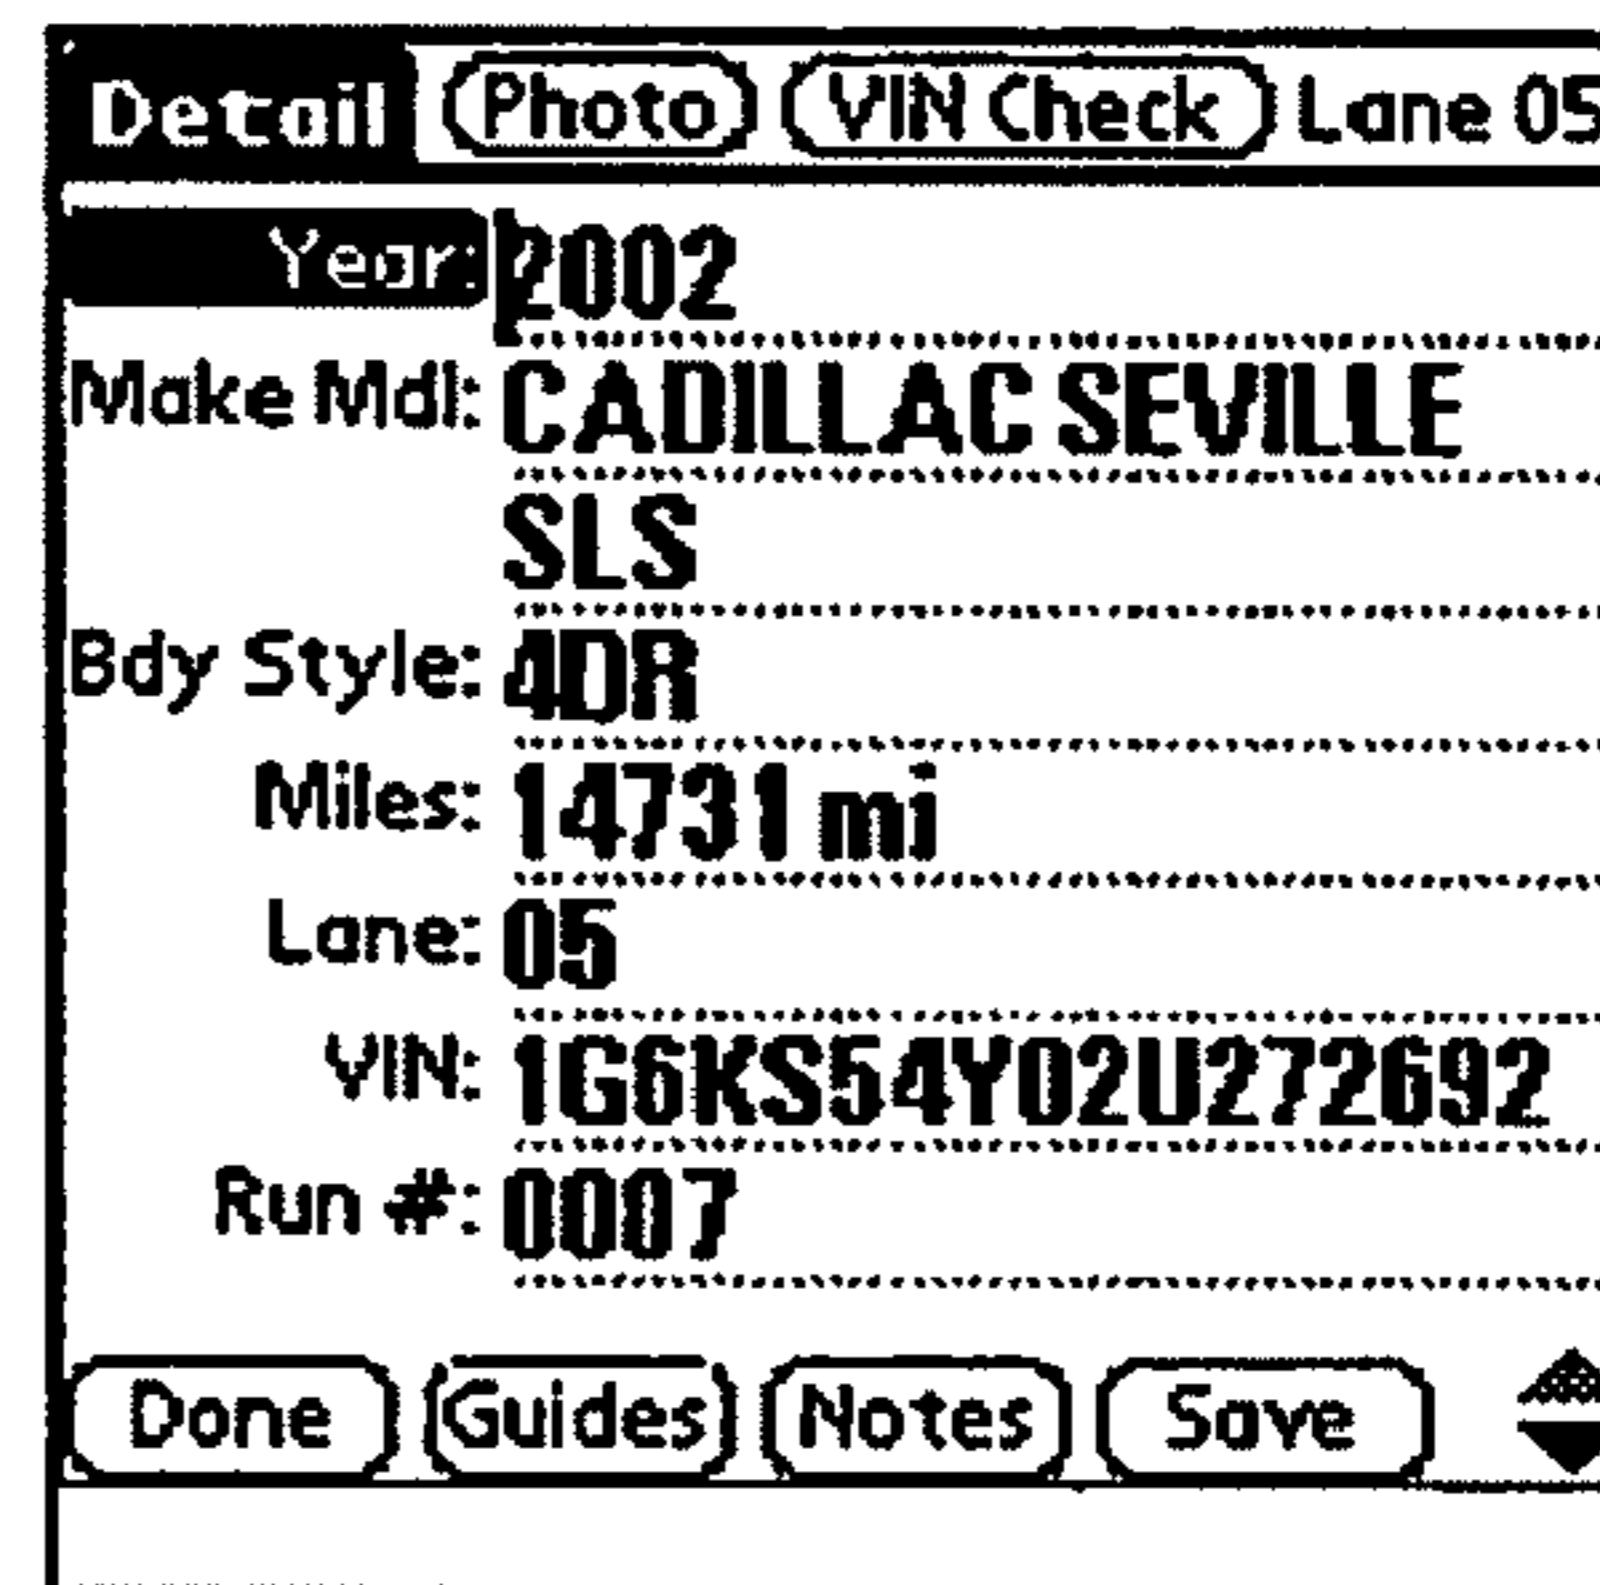 Detail Photo VIN Check Lane 05
Year: 2002
Make Mdl: CADILLAC SEVILLE
SLS
Bdy Style: 4DR
Miles: 14731 mi
Lane: 05
VIN: 1G6KS54Y02U272692
Run #: 0007
Done Guides Notes Save